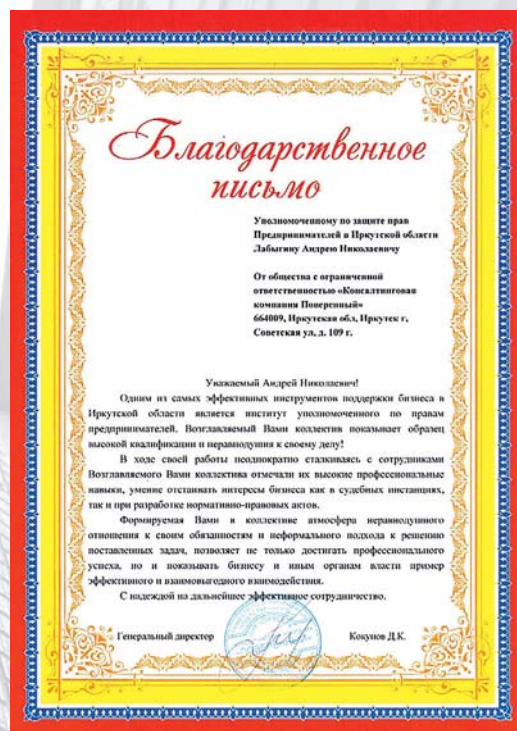 Благодарственное
письмо
Уполномоченному по защите прав
Предпринимателей в Иркутской области
Лабыгину Андрею Николаевичу
От общества с ограниченной
ответственностью «Консалтинговая
компания Поверенный»
664009, Иркутская обл, Иркутск г,
Советская ул, д. 109 г.
Уважаемый Андрей Николаевич!
Одним из самых эффективных инструментов поддержки бизнеса в
Иркутской области является институт уполномоченного по правам
предпринимателей. Возглавляемый Вами коллектив показывает образец
высокой квалификации и неравнодушия к своему делу!
В ходе своей работы неоднократно сталкиваясь с сотрудниками
Возглавляемого Вами коллектива отмечали их высокие профессиональные
навыки, умение отстаивать интересы бизнеса как в судебных инстанциях,
так и при разработке нормативно-правовых актов.
Формируемая Вами в коллективе атмосфера неравнодушного
отношения к своим обязанностям и неформального подхода к решению
поставленных задач, позволяет не только достигать профессионального
успеха, но и показывать бизнесу и иным органам власти пример
эффективного и взаимовыгодного взаимодействия.
С надеждой на дальнейшее эффективное сотрудничество.
Генеральный директор Кокунов Д.К.